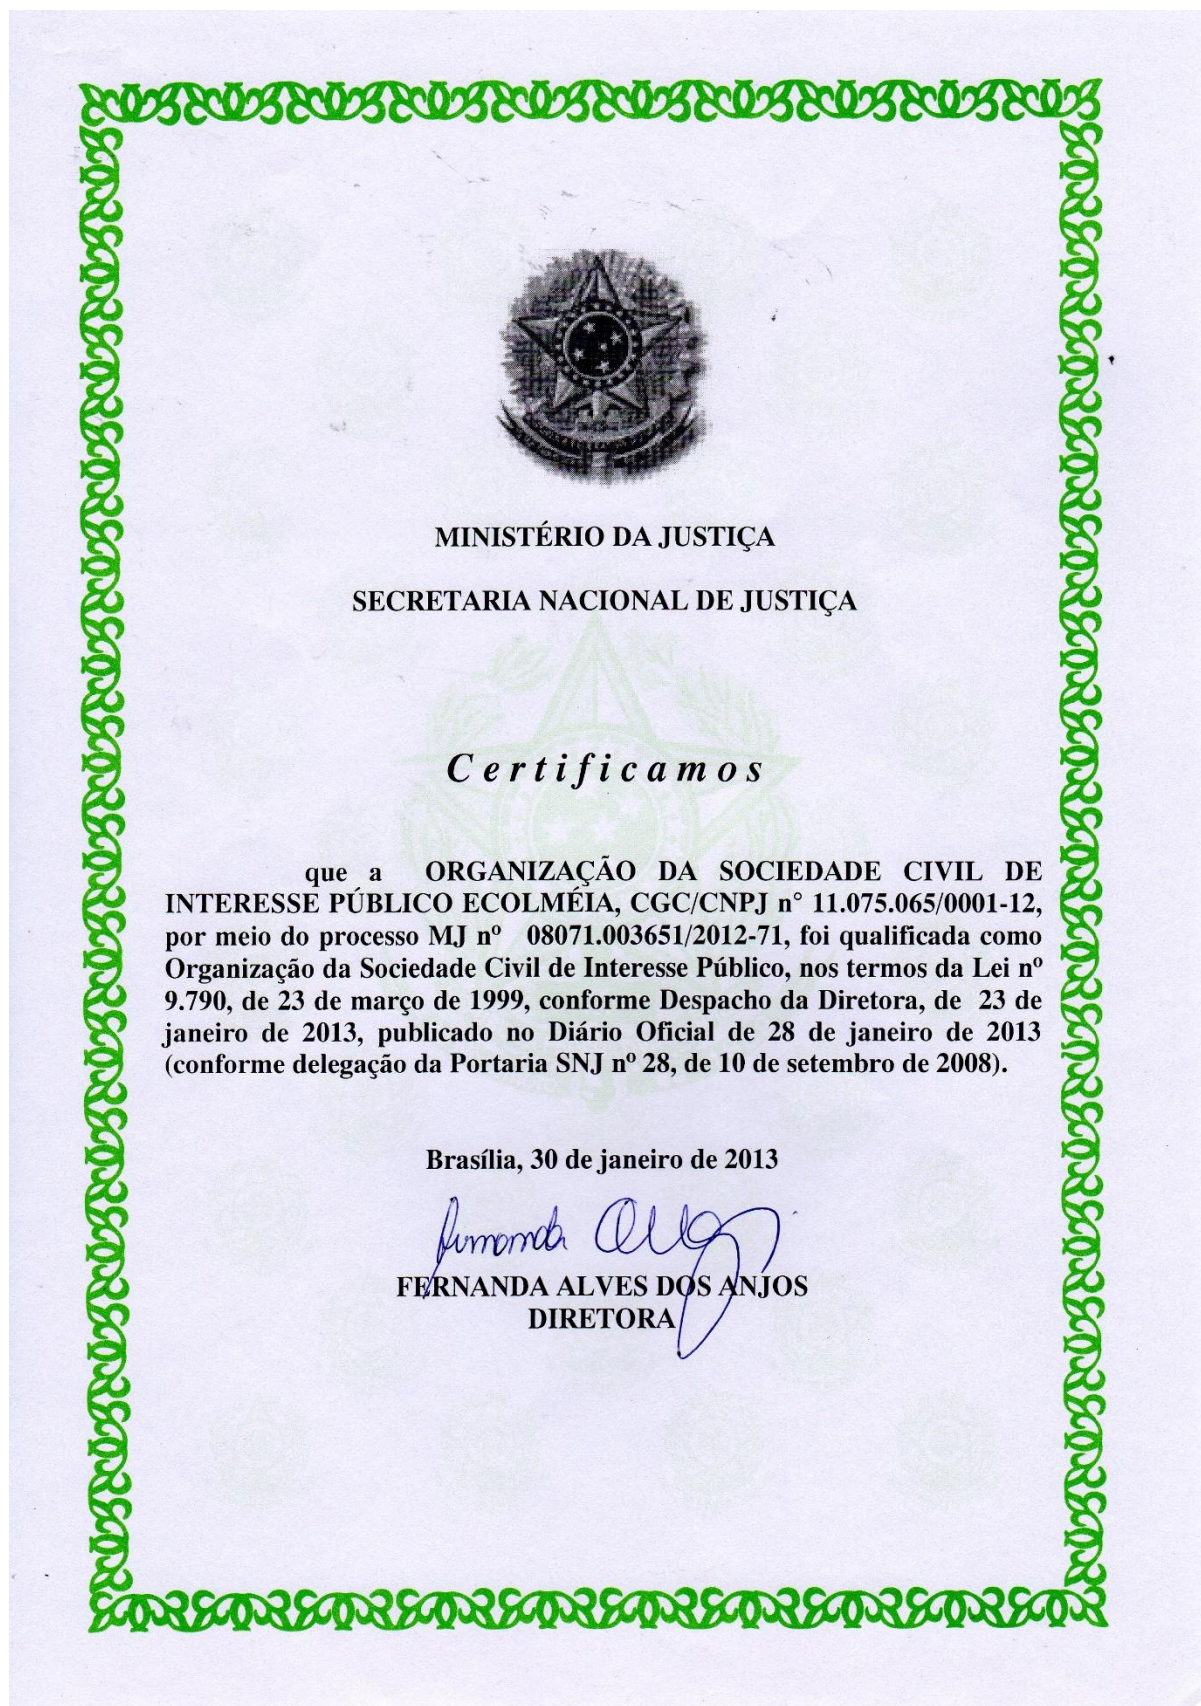 MINISTÉRIO DA JUSTIÇA
SECRETARIA NACIONAL DE JUSTIÇA
Certificamos
que a ORGANIZAÇÃO DA SOCIEDADE CIVIL DE
INTERESSE PÚBLICO ECOLMÉIA, CGC/CNPJ n° 11.075.065/0001-12,
por meio do processo MJ nº 08071.003651/2012-71, foi qualificada como
Organização da Sociedade Civil de Interesse Público, nos termos da Lei nº
9.790, de 23 de março de 1999, conforme Despacho da Diretora, de 23 de
janeiro de 2013, publicado no Diário Oficial de 28 de janeiro de 2013
(conforme delegação da Portaria SNJ nº 28, de 10 de setembro de 2008).
Brasília, 30 de janeiro de 2013
FERNANDA ALVES DOS ANJOS
DIRETORA